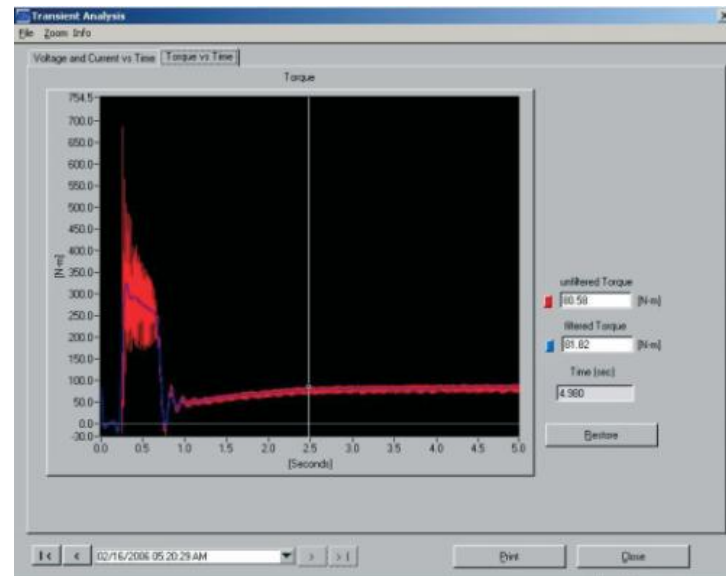 Transient Analysis
File Zoom Info
Voltage and Current vs Time Torque vs Time
Torque
754.5
700.0
650.0
600.0
550.0
500.0
450.0
400.0
350.0
300.0
250.0
200.0
150.0
100.0
50.0
0.0
-30.0
[N-m]
0.0 0.5 1.0 1.5 2.0 2.5 3.0 3.5 4.0 4.5 5.0
[Seconds]
unfiltered Torque
80.58 [N-m]
filtered Torque
81.82 [N-m]
Time (sec)
4.980
Restore
02/16/2006 05:20:29 AM
Print Close